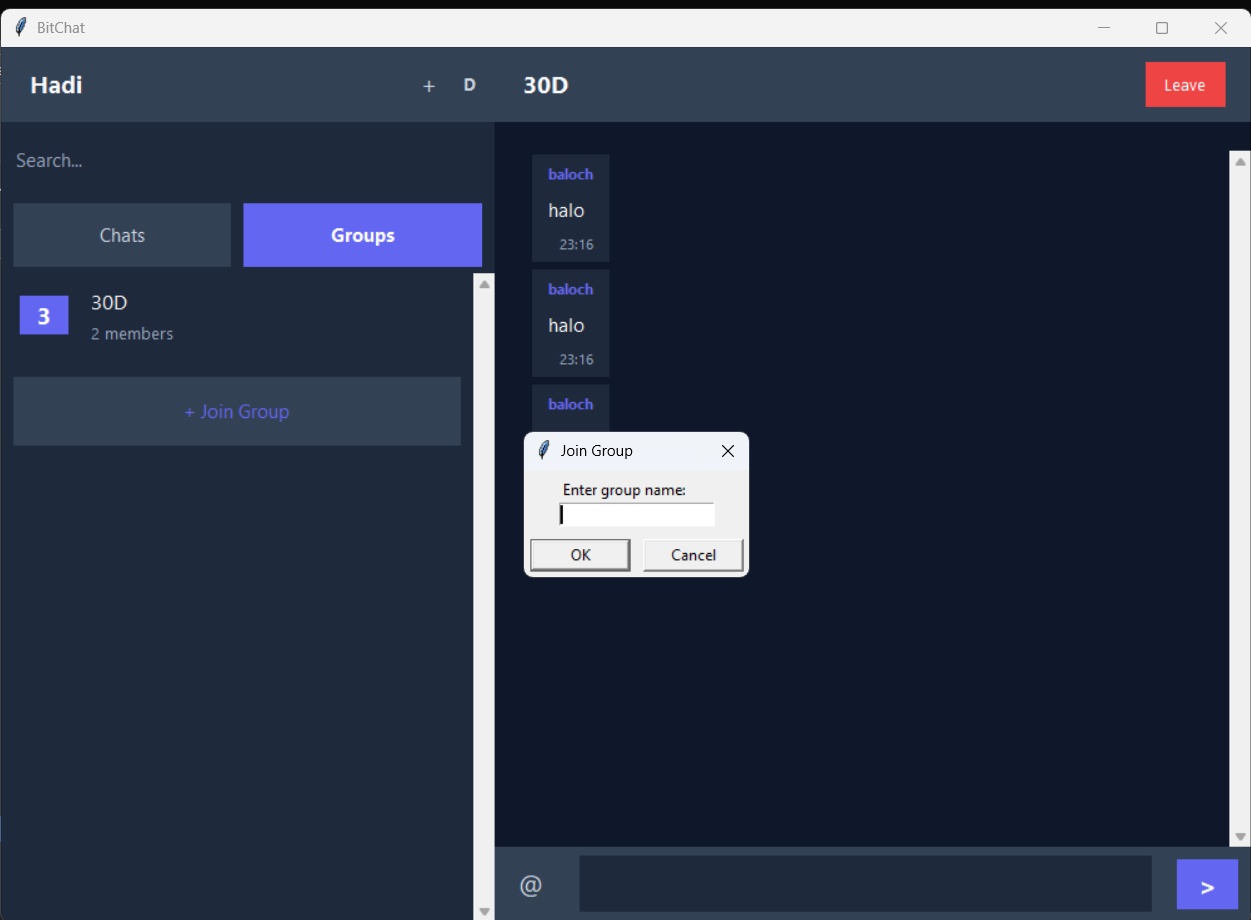 BitChat
Hadi
+ D
30D
Leave
Search...
Chats
Groups
3
30D
2 members
+ Join Group
baloch
halo
23:16
baloch
halo
23:16
baloch
Join Group
Enter group name:
OK
Cancel
@
>